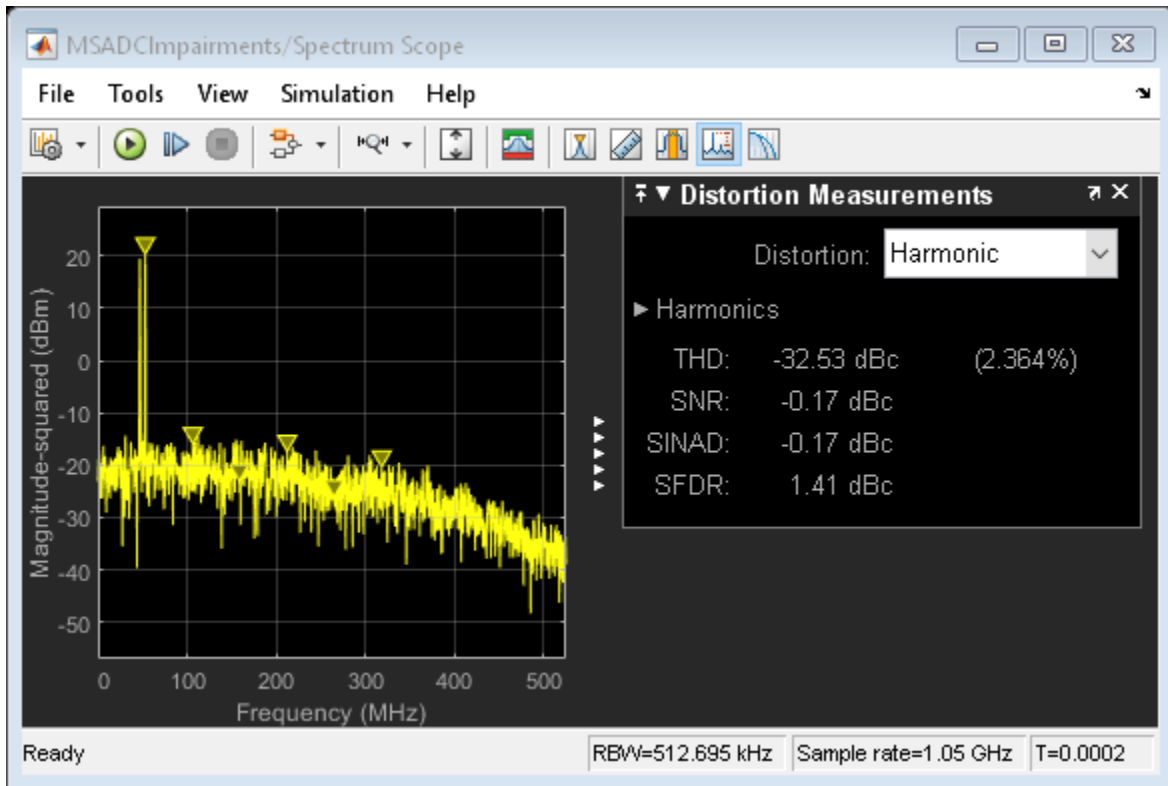 MSADCImpairments/Spectrum Scope
File Tools View Simulation Help
Distortion Measurements
Distortion: Harmonic
Harmonics
THD: -32.53 dBc (2.364%)
SNR: -0.17 dBc
SINAD: -0.17 dBc
SFDR: 1.41 dBc
Magnitude-squared (dBm)
20
10
0
-10
-20
-30
-40
-50
0 100 200 300 400 500
Frequency (MHz)
Ready RBW=512.695 kHz Sample rate=1.05 GHz T=0.0002